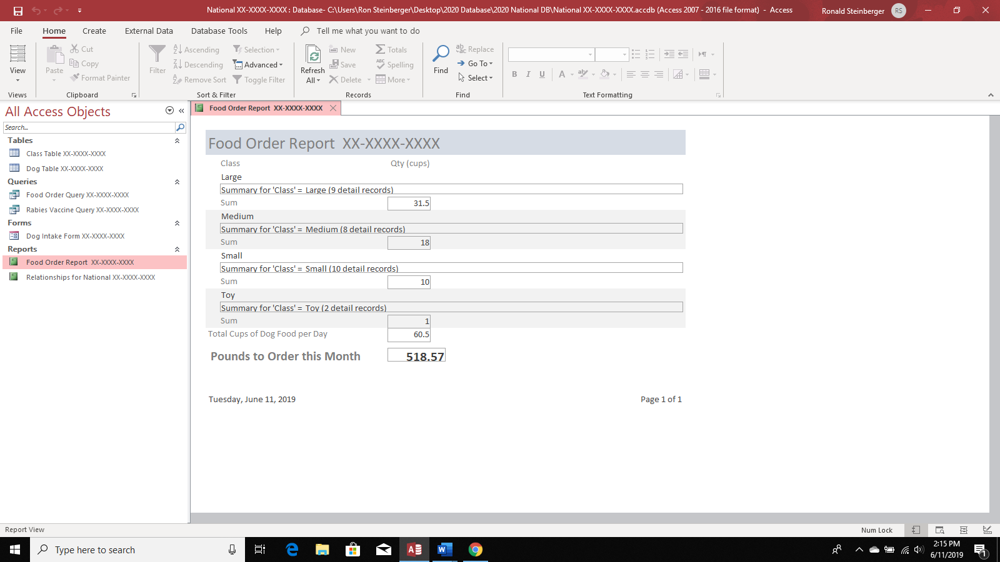 National XX-XXXX-XXXX : Database- C:\Users\Ron Steinberger\Desktop\2020 Database\2020 National DB\National XX-XXXX-XXXX.accdb (Access 2007 - 2016 file format) - Access
Ronald Steinberger RS
File Home Create External Data Database Tools Help Tell me what you want to do
View
Views
Paste
Cut
Copy
Format Painter
Clipboard
Filter
Ascending
Descending
Remove Sort
Selection
Advanced
Toggle Filter
Sort & Filter
Refresh
All
New
Save
Delete
Totals
Spelling
More
Records
Find
Replace
Go To
Select
Find
B I U A
Text Formatting
All Access Objects
Search...
Tables
Class Table XX-XXXX-XXXX
Dog Table XX-XXXX-XXXX
Queries
Food Order Query XX-XXXX-XXXX
Rabies Vaccine Query XX-XXXX-XXXX
Forms
Dog Intake Form XX-XXXX-XXXX
Reports
Food Order Report XX-XXXX-XXXX
Relationships for National XX-XXXX-XXXX
Food Order Report XX-XXXX-XXXX
Food Order Report XX-XXXX-XXXX
Class Qty (cups)
Large
Summary for 'Class' = Large (9 detail records)
Sum 31.5
Medium
Summary for 'Class' = Medium (8 detail records)
Sum 18
Small
Summary for 'Class' = Small (10 detail records)
Sum 10
Toy
Summary for 'Class' = Toy (2 detail records)
Sum 1
Total Cups of Dog Food per Day 60.5
Pounds to Order this Month 518.57
Tuesday, June 11, 2019 Page 1 of 1
Report View Num Lock
Type here to search
2:15 PM
6/11/2019
1